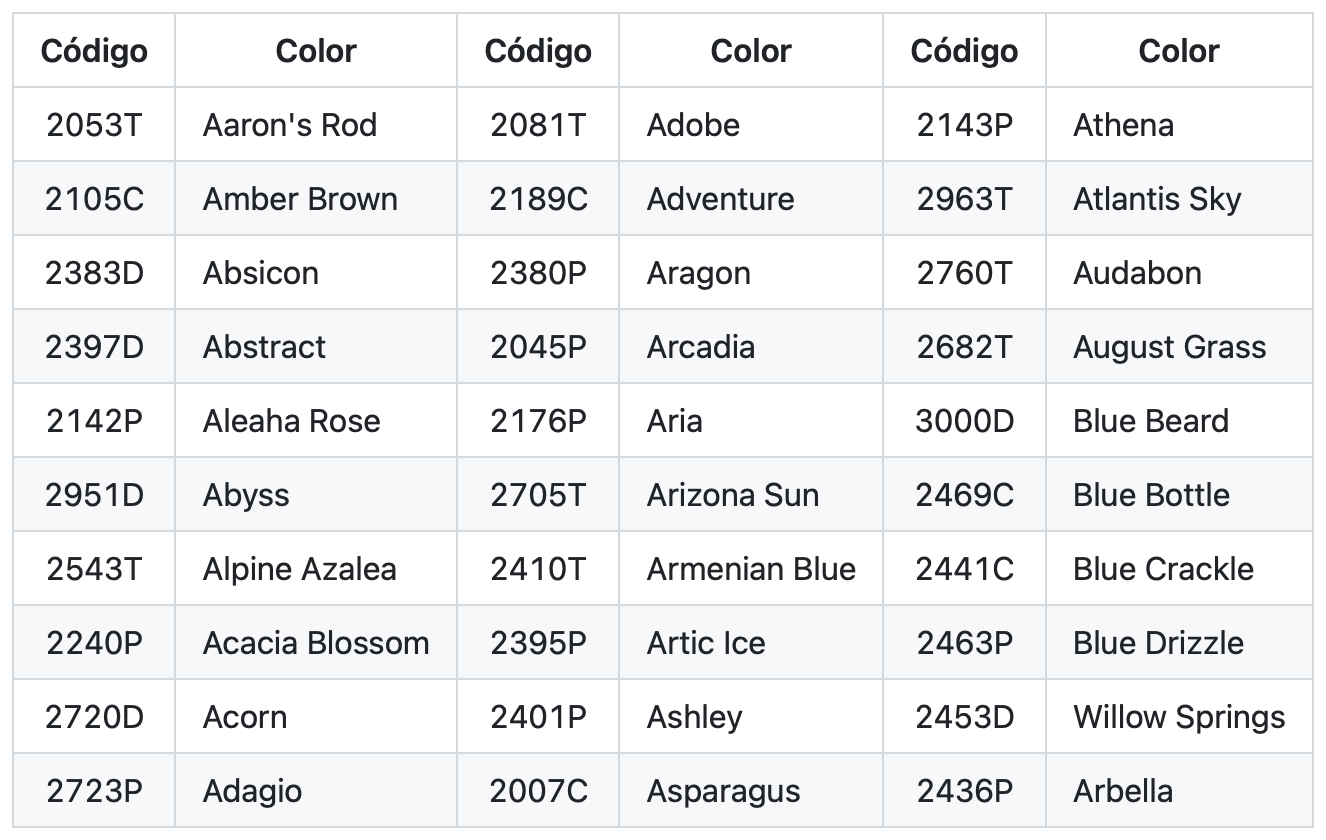 Código Color Código Color Código Color
2053T Aaron's Rod 2081T Adobe 2143P Athena
2105C Amber Brown 2189C Adventure 2963T Atlantis Sky
2383D Absicon 2380P Aragon 2760T Audabon
2397D Abstract 2045P Arcadia 2682T August Grass
2142P Aleaha Rose 2176P Aria 3000D Blue Beard
2951D Abyss 2705T Arizona Sun 2469C Blue Bottle
2543T Alpine Azalea 2410T Armenian Blue 2441C Blue Crackle
2240P Acacia Blossom 2395P Artic Ice 2463P Blue Drizzle
2720D Acorn 2401P Ashley 2453D Willow Springs
2723P Adagio 2007C Asparagus 2436P Arbella